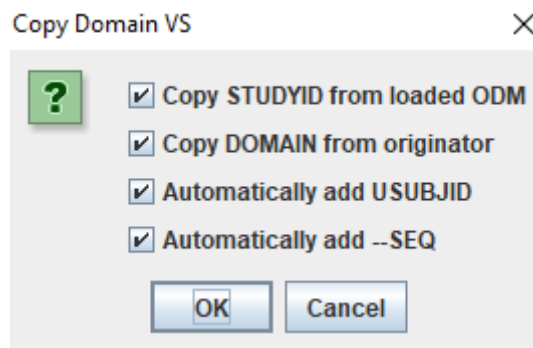 Copy Domain VS
?
Copy STUDYID from loaded ODM
Copy DOMAIN from originator
Automatically add USUBJID
Automatically add --SEQ
OK Cancel